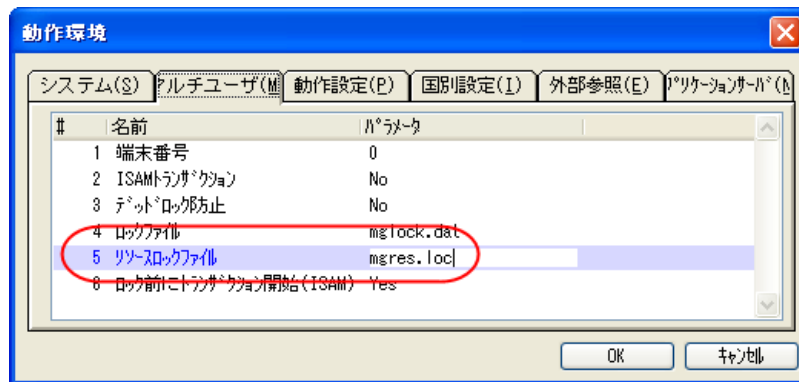 動作環境
システム(S) マルチユーザ(M 動作設定(P) 国別設定(I) 外部参照(E) アプリケーションサーバ(N
# 名前 パラメータ
1 端末番号 0
2 ISAMトランザクション No
3 デッドロック防止 No
4 ロックファイル mglock.dat
5 リソースロックファイル mgres.loc
6 ロック前にトランザクション開始(ISAM) Yes
OK キャンセル